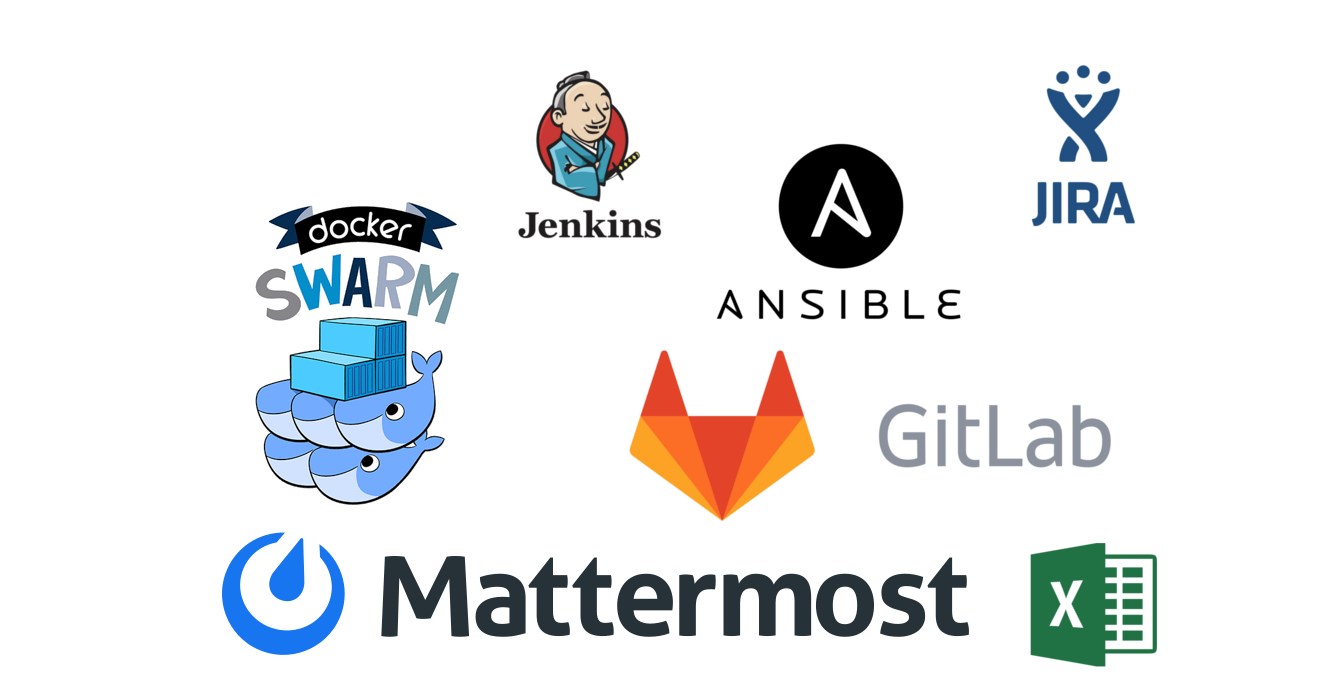 Jenkins
JIRA
docker
SWARM
ANSIBLE
GitLab
Mattermost
X